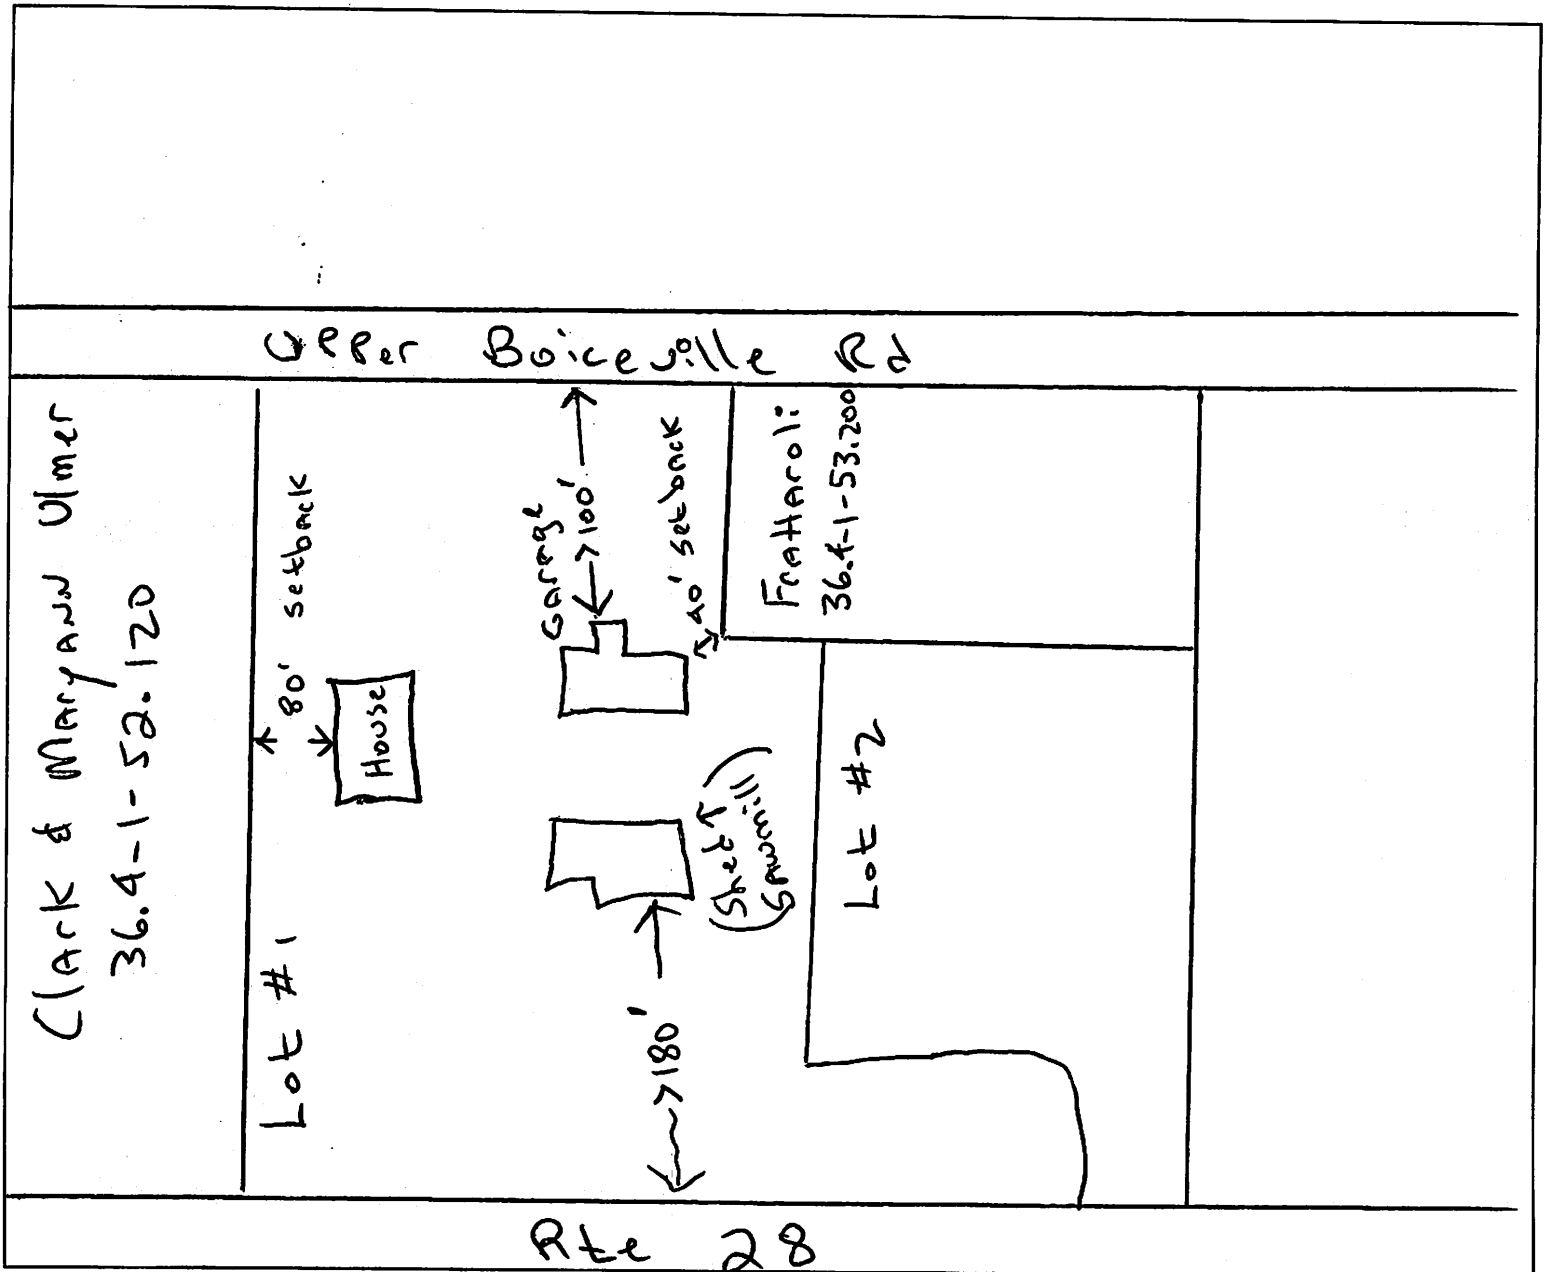 Upper Boiceville Rd
Clark & Maryann Ulmer
36.4-1-52.120
Lot #1
80' setback
House
Garage
>100'
40' setback
Frattaroli
36.4-1-53.200
(Shed
Sawmill)
>180'
Lot #2
Rte 28